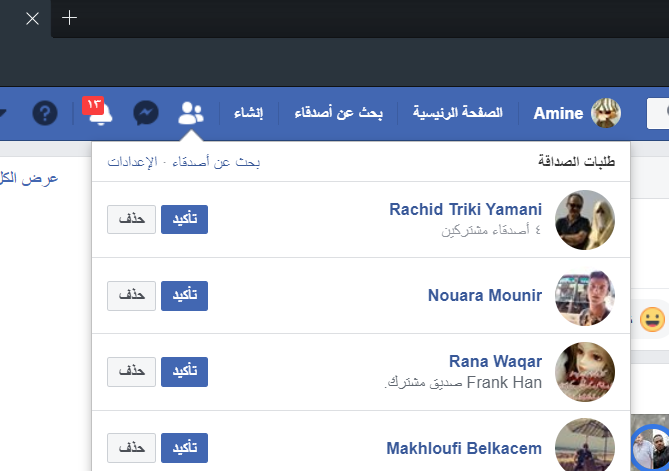 Amine
الصفحة الرئيسية
بحث عن أصدقاء
إنشاء
١٣
?
عرض الكل
طلبات الصداقة
بحث عن أصدقاء · الإعدادات
Rachid Triki Yamani
٤ أصدقاء مشتركين
تأكيد
حذف
Nouara Mounir
تأكيد
حذف
Rana Waqar
Frank Han صديق مشترك.
تأكيد
حذف
Makhloufi Belkacem
تأكيد
حذف